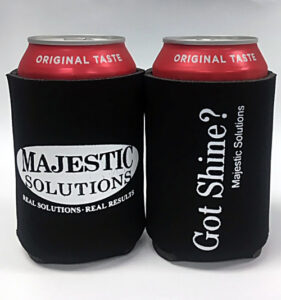 ORIGINAL TASTE
MAJESTIC
SOLUTIONS
REAL SOLUTIONS · REAL RESULTS
ORIGINAL TASTE
Got Shine?
Majestic Solutions